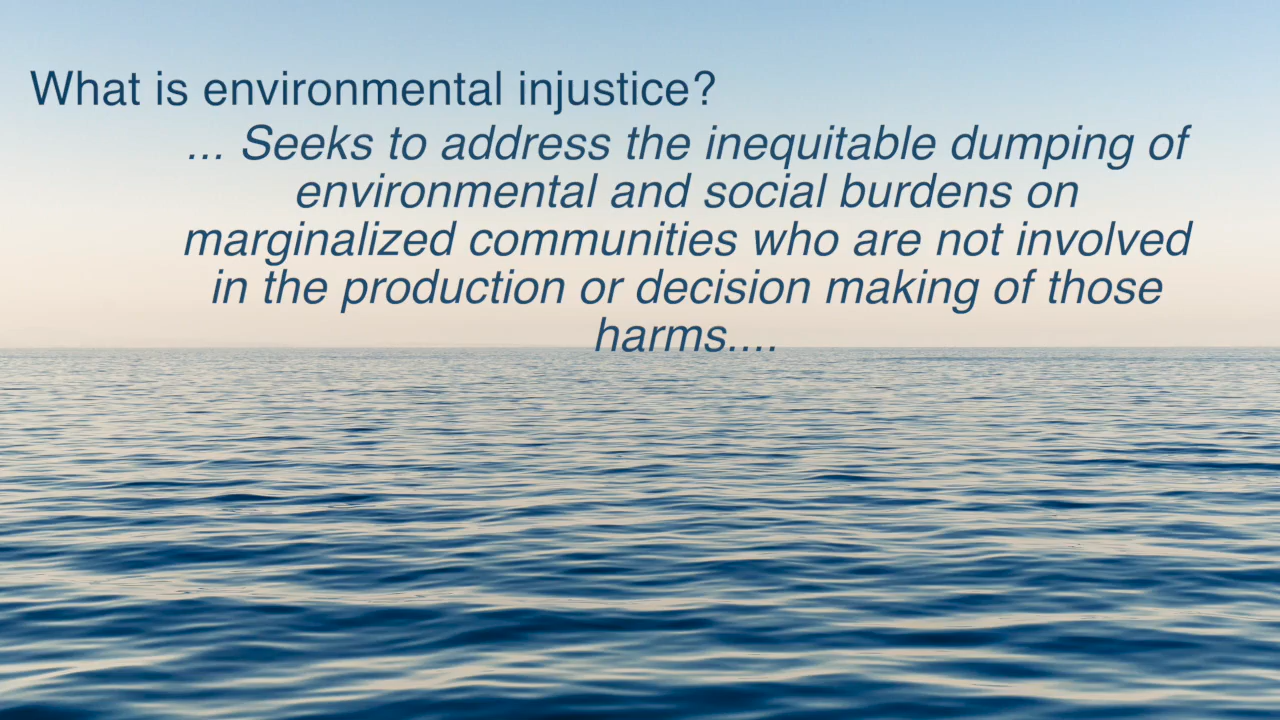 What is environmental injustice?
... Seeks to address the inequitable dumping of
environmental and social burdens on
marginalized communities who are not involved
in the production or decision making of those
harms....